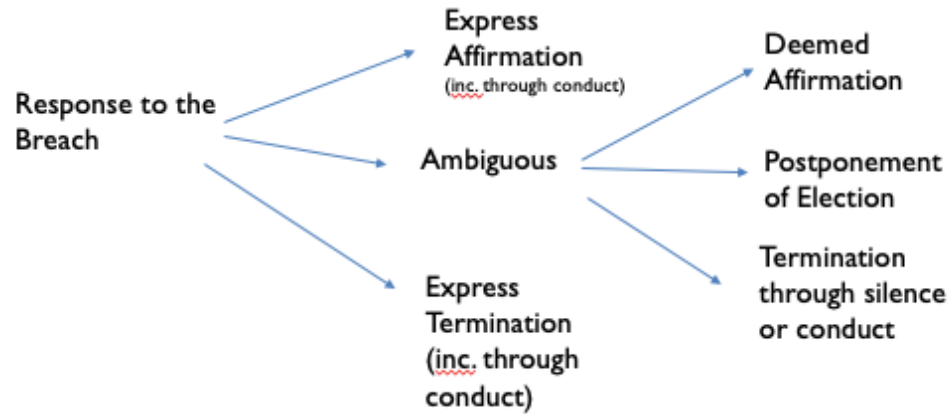 Response to the
Breach
Express
Affirmation
(inc. through conduct)
Ambiguous
Express
Termination
(inc. through
conduct)
Deemed
Affirmation
Postponement
of Election
Termination
through silence
or conduct